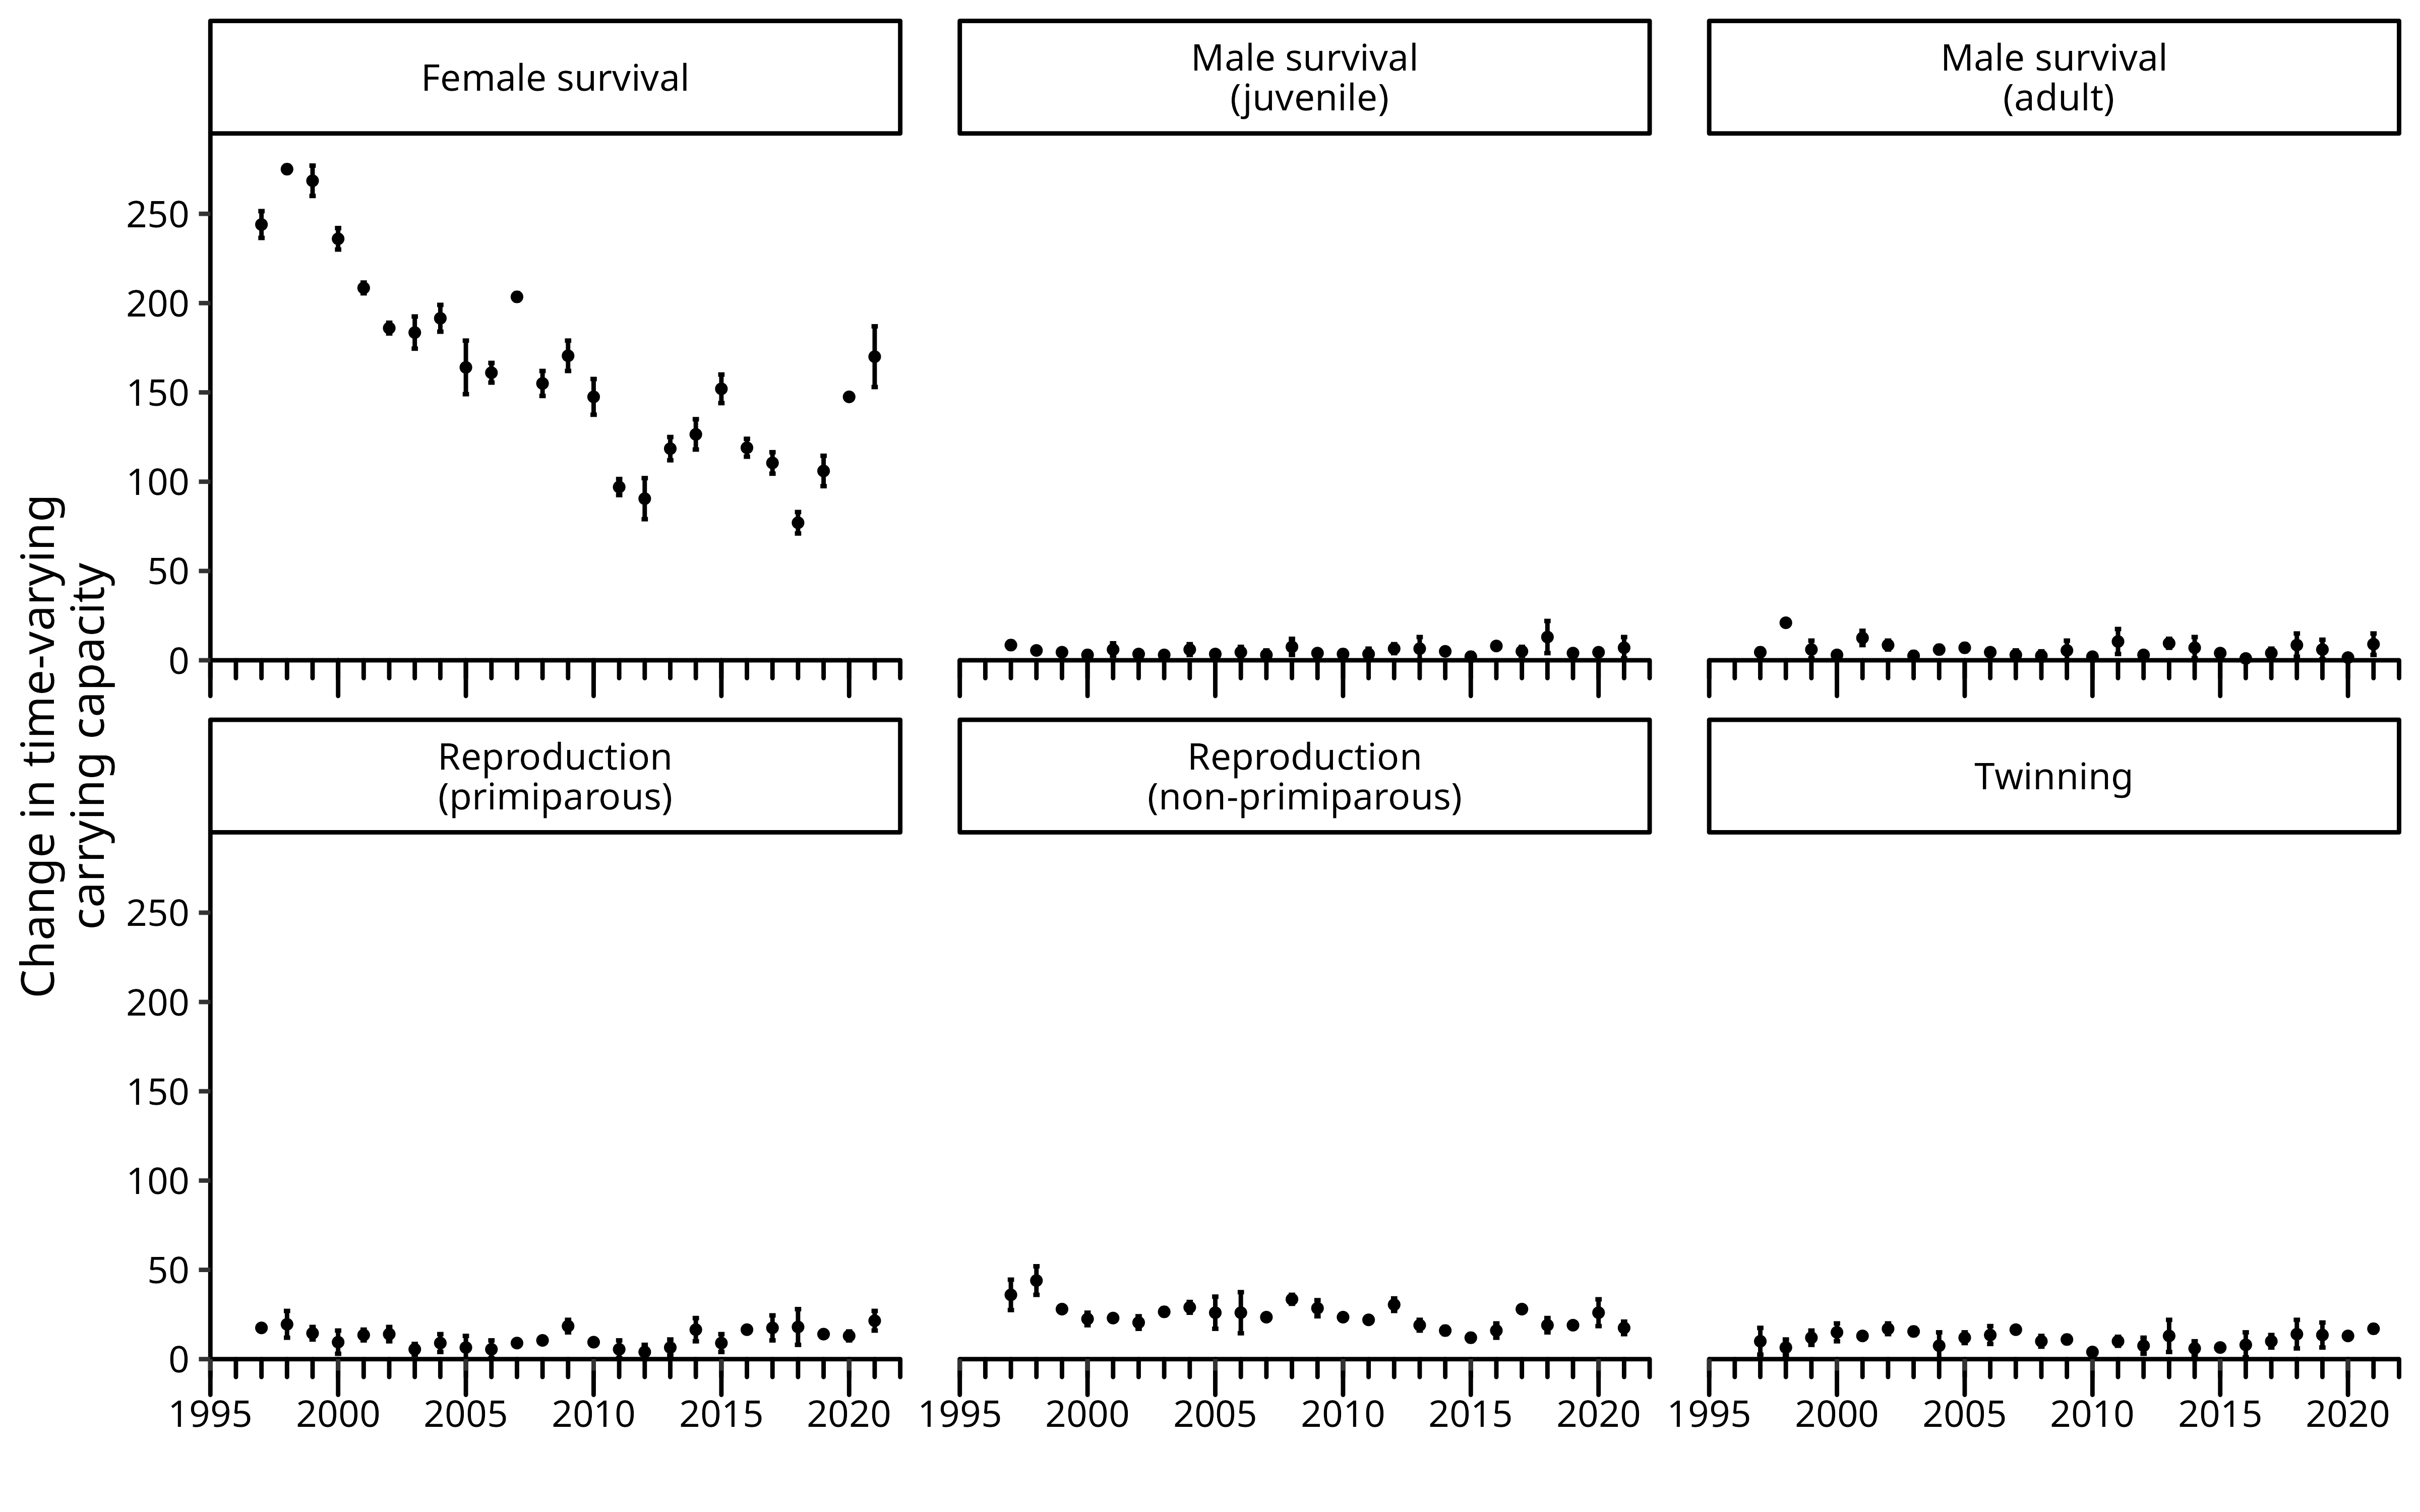 Female survival
Male survival
(juvenile)
Male survival
(adult)
250
200
150
100
50
0
Change in time-varying
carrying capacity
Reproduction
(primiparous)
Reproduction
(non-primiparous)
Twinning
250
200
150
100
50
0
1995 2000 2005 2010 2015 2020
1995 2000 2005 2010 2015 2020
1995 2000 2005 2010 2015 2020